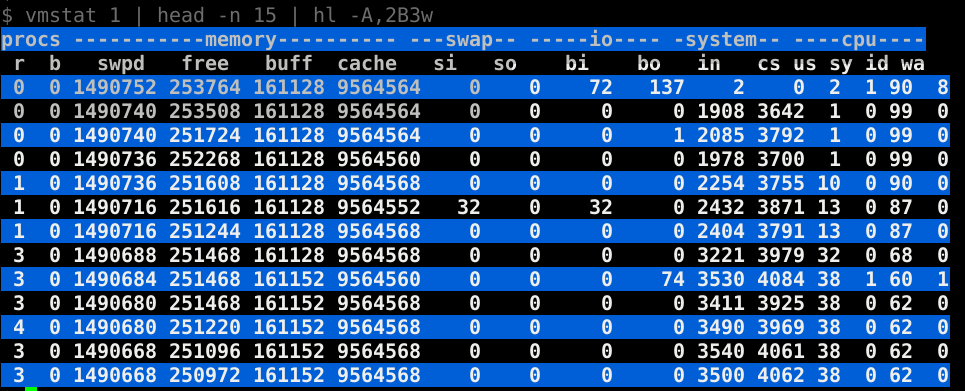 $ vmstat 1 | head -n 15 | hl -A,2B3w
procs -----------memory---------- ---swap-- -----io---- -system-- ----cpu----
 r  b   swpd   free   buff  cache   si   so    bi    bo   in   cs us sy id wa
 0  0 1490752 253764 161128 9564564    0    0    72   137    2    0  2  1 90  8
 0  0 1490740 253508 161128 9564564    0    0     0     0 1908 3642  1  0 99  0
 0  0 1490740 251724 161128 9564564    0    0     0     1 2085 3792  1  0 99  0
 0  0 1490736 252268 161128 9564560    0    0     0     0 1978 3700  1  0 99  0
 1  0 1490736 251608 161128 9564568    0    0     0     0 2254 3755 10  0 90  0
 1  0 1490716 251616 161128 9564552   32    0    32     0 2432 3871 13  0 87  0
 1  0 1490716 251244 161128 9564568    0    0     0     0 2404 3791 13  0 87  0
 3  0 1490688 251468 161128 9564568    0    0     0     0 3221 3979 32  0 68  0
 3  0 1490684 251468 161152 9564560    0    0     0    74 3530 4084 38  1 60  1
 3  0 1490680 251468 161152 9564568    0    0     0     0 3411 3925 38  0 62  0
 4  0 1490680 251220 161152 9564568    0    0     0     0 3490 3969 38  0 62  0
 3  0 1490668 251096 161152 9564568    0    0     0     0 3540 4061 38  0 62  0
 3  0 1490668 250972 161152 9564568    0    0     0     0 3500 4062 38  0 62  0